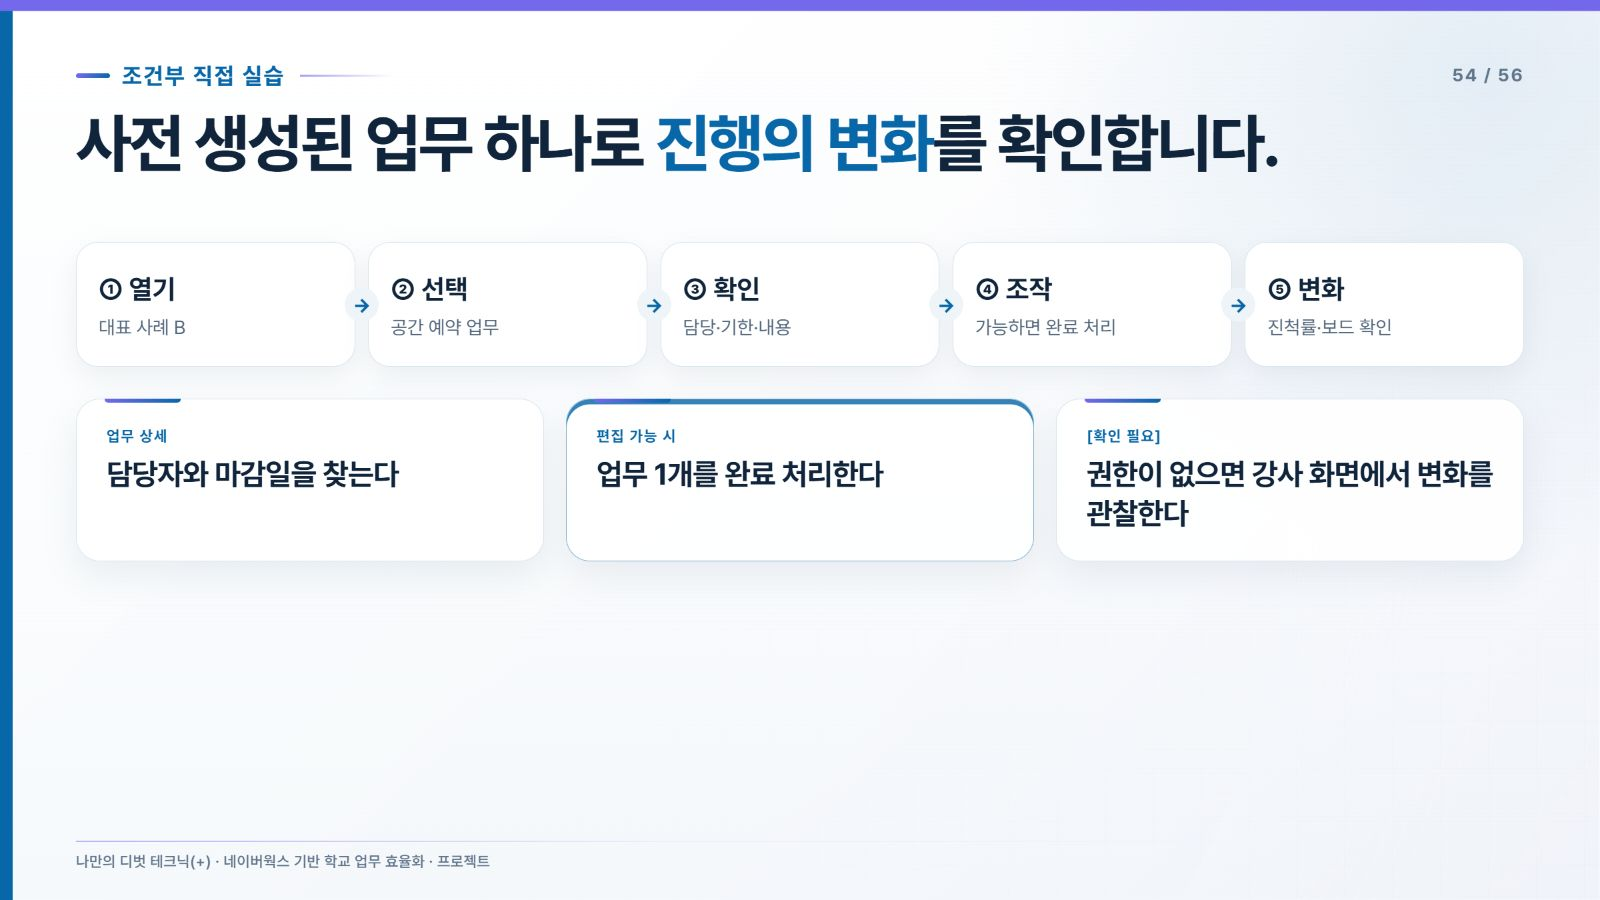 조건부 직접 실습
54 / 56
사전 생성된 업무 하나로 진행의 변화를 확인합니다.
① 열기
대표 사례 B
→
② 선택
공간 예약 업무
→
③ 확인
담당·기한·내용
→
④ 조작
가능하면 완료 처리
→
⑤ 변화
진척률·보드 확인
업무 상세
담당자와 마감일을 찾는다
편집 가능 시
업무 1개를 완료 처리한다
[확인 필요]
권한이 없으면 강사 화면에서 변화를
관찰한다
나만의 디벗 테크닉(+) · 네이버웍스 기반 학교 업무 효율화 · 프로젝트